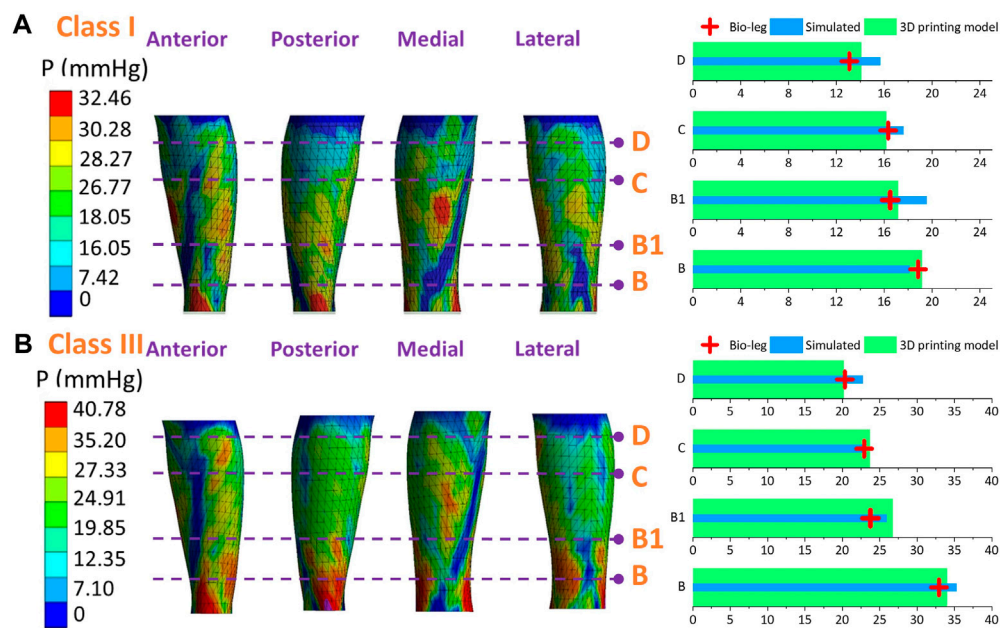 A Class I
Anterior Posterior Medial Lateral
P (mmHg)
32.46
30.28
28.27
26.77
18.05
16.05
7.42
0
D
C
B1
B
Bio-leg Simulated 3D printing model
D
0 4 8 12 16 20 24
C
0 4 8 12 16 20 24
B1
0 4 8 12 16 20 24
B
0 4 8 12 16 20 24
B Class III
Anterior Posterior Medial Lateral
P (mmHg)
40.78
35.20
27.33
24.91
19.85
12.35
7.10
0
D
C
B1
B
Bio-leg Simulated 3D printing model
D
0 5 10 15 20 25 30 35 40
C
0 5 10 15 20 25 30 35 40
B1
0 5 10 15 20 25 30 35 40
B
0 5 10 15 20 25 30 35 40